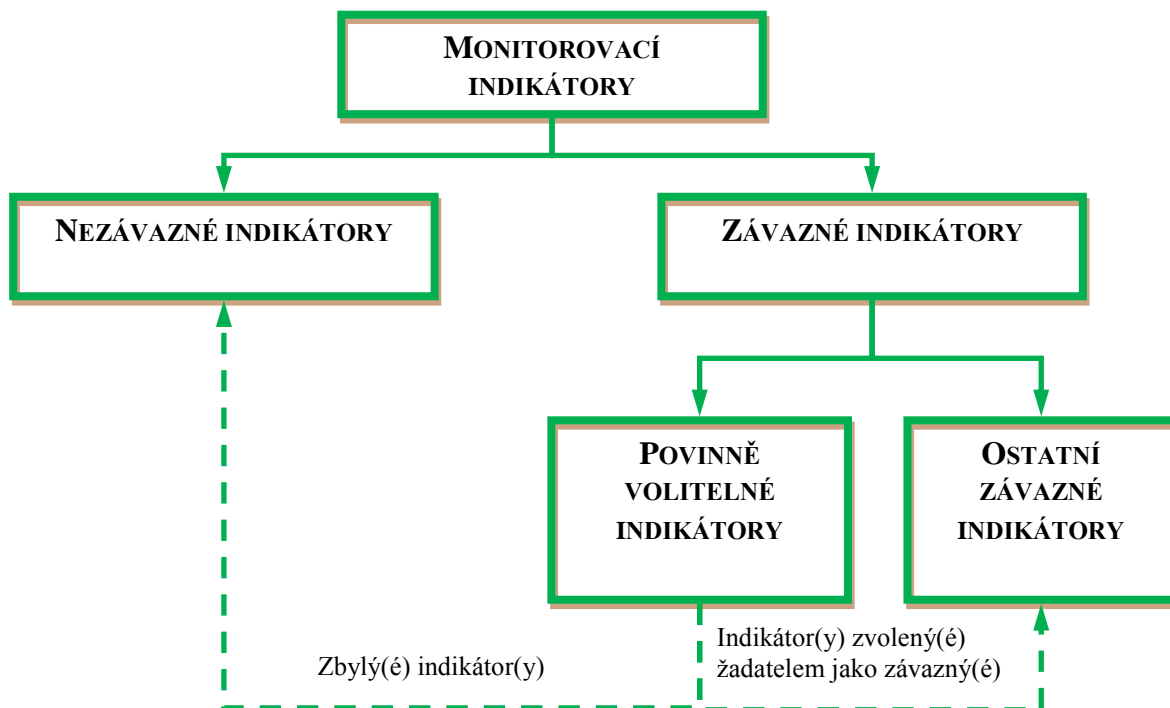 MONITOROVACÍ
INDIKÁTORY
NEZÁVAZNÉ INDIKÁTORY
ZÁVAZNÉ INDIKÁTORY
POVINNĚ
VOLITELNÉ
INDIKÁTORY
OSTATNÍ
ZÁVAZNÉ
INDIKÁTORY
Zbylý(é) indikátor(y)
Indikátor(y) zvolený(é)
žadatelem jako závazný(é)